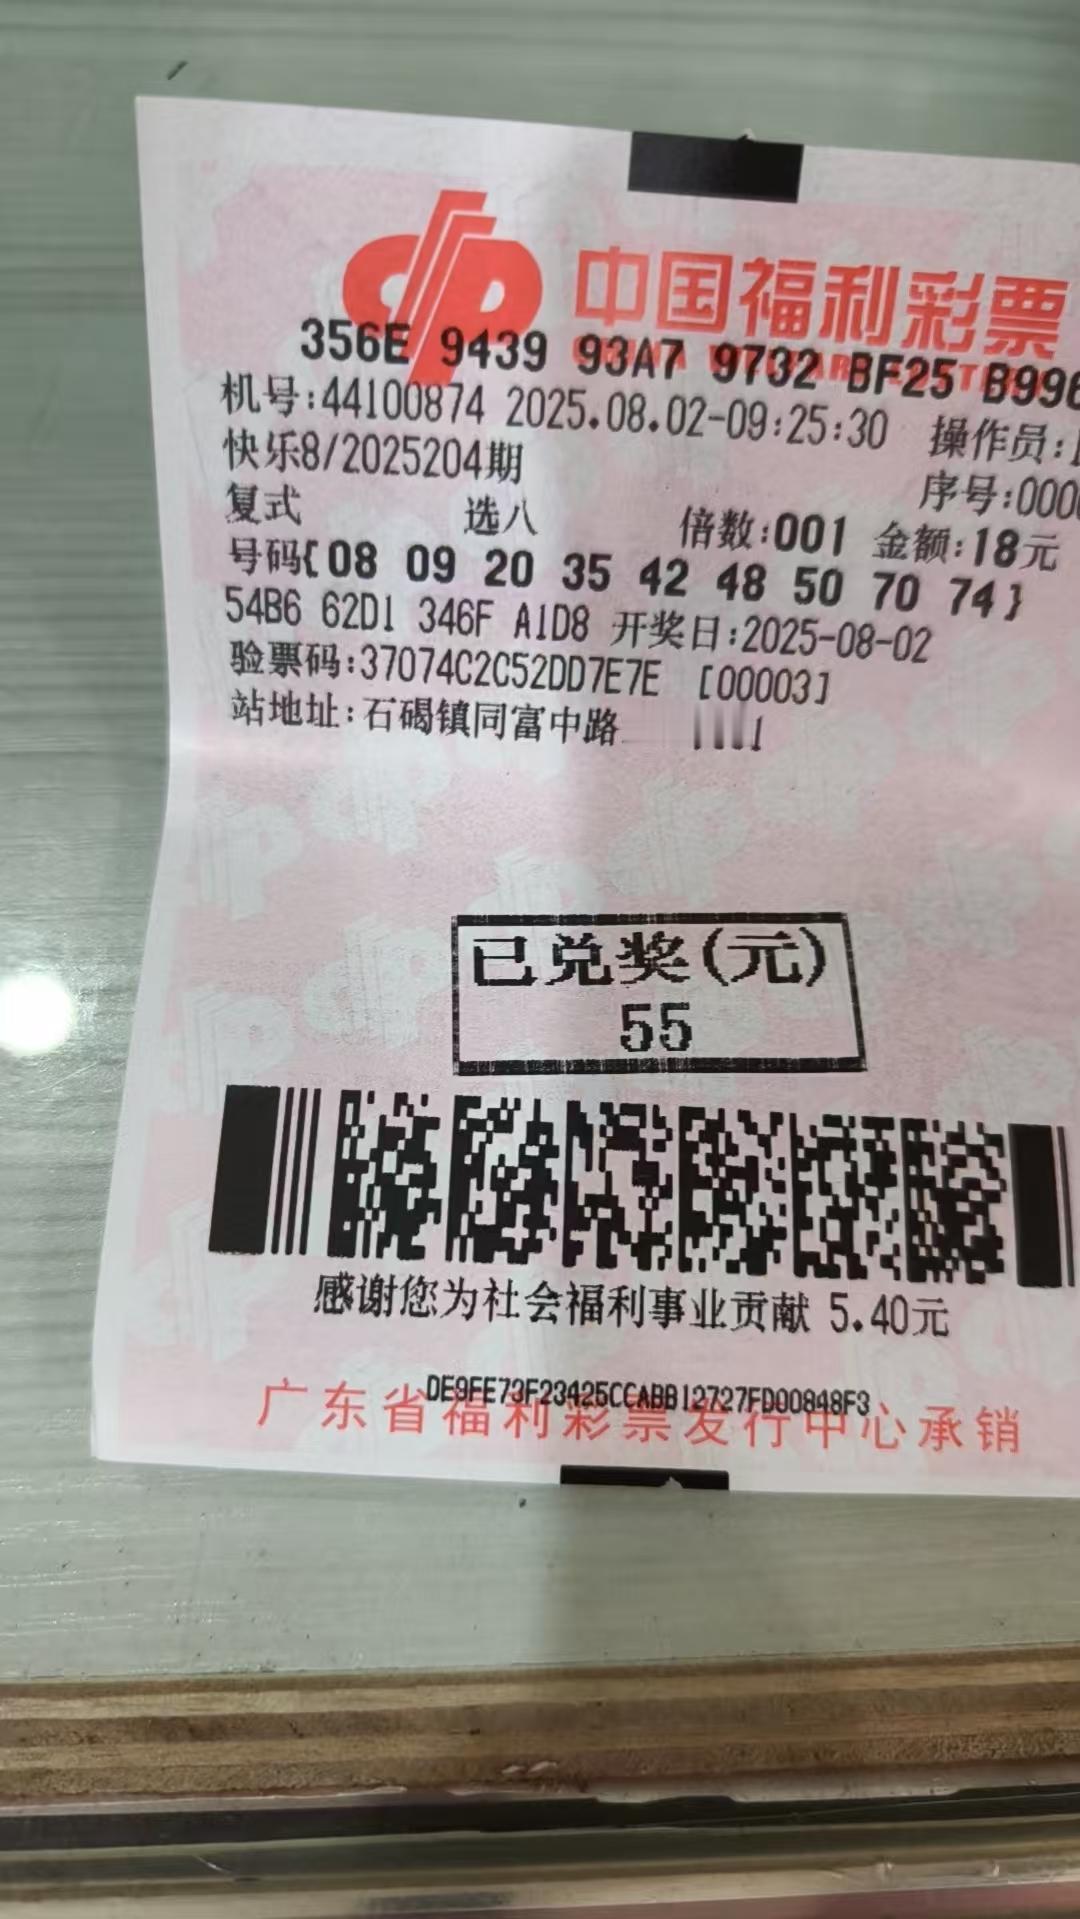 中国福利彩票
356E 9439 93A7 9732 BF25 B996
机号:44100874 2025.08.02-09:25:30 操作员:
快乐8/2025204期 序号:000
复式 选八 倍数:001 金额:18元
号码{08 09 20 35 42 48 50 70 74}
54B6 62D1 346F A1D8 开奖日:2025-08-02
验票码:37074C2C52DD7E7E [00003]
站地址:石碣镇同富中路
已兑奖(元)
55
感谢您为社会福利事业贡献 5.40元
DE9FE73F23425CCABB12727FD00848F3
广东省福利彩票发行中心承销